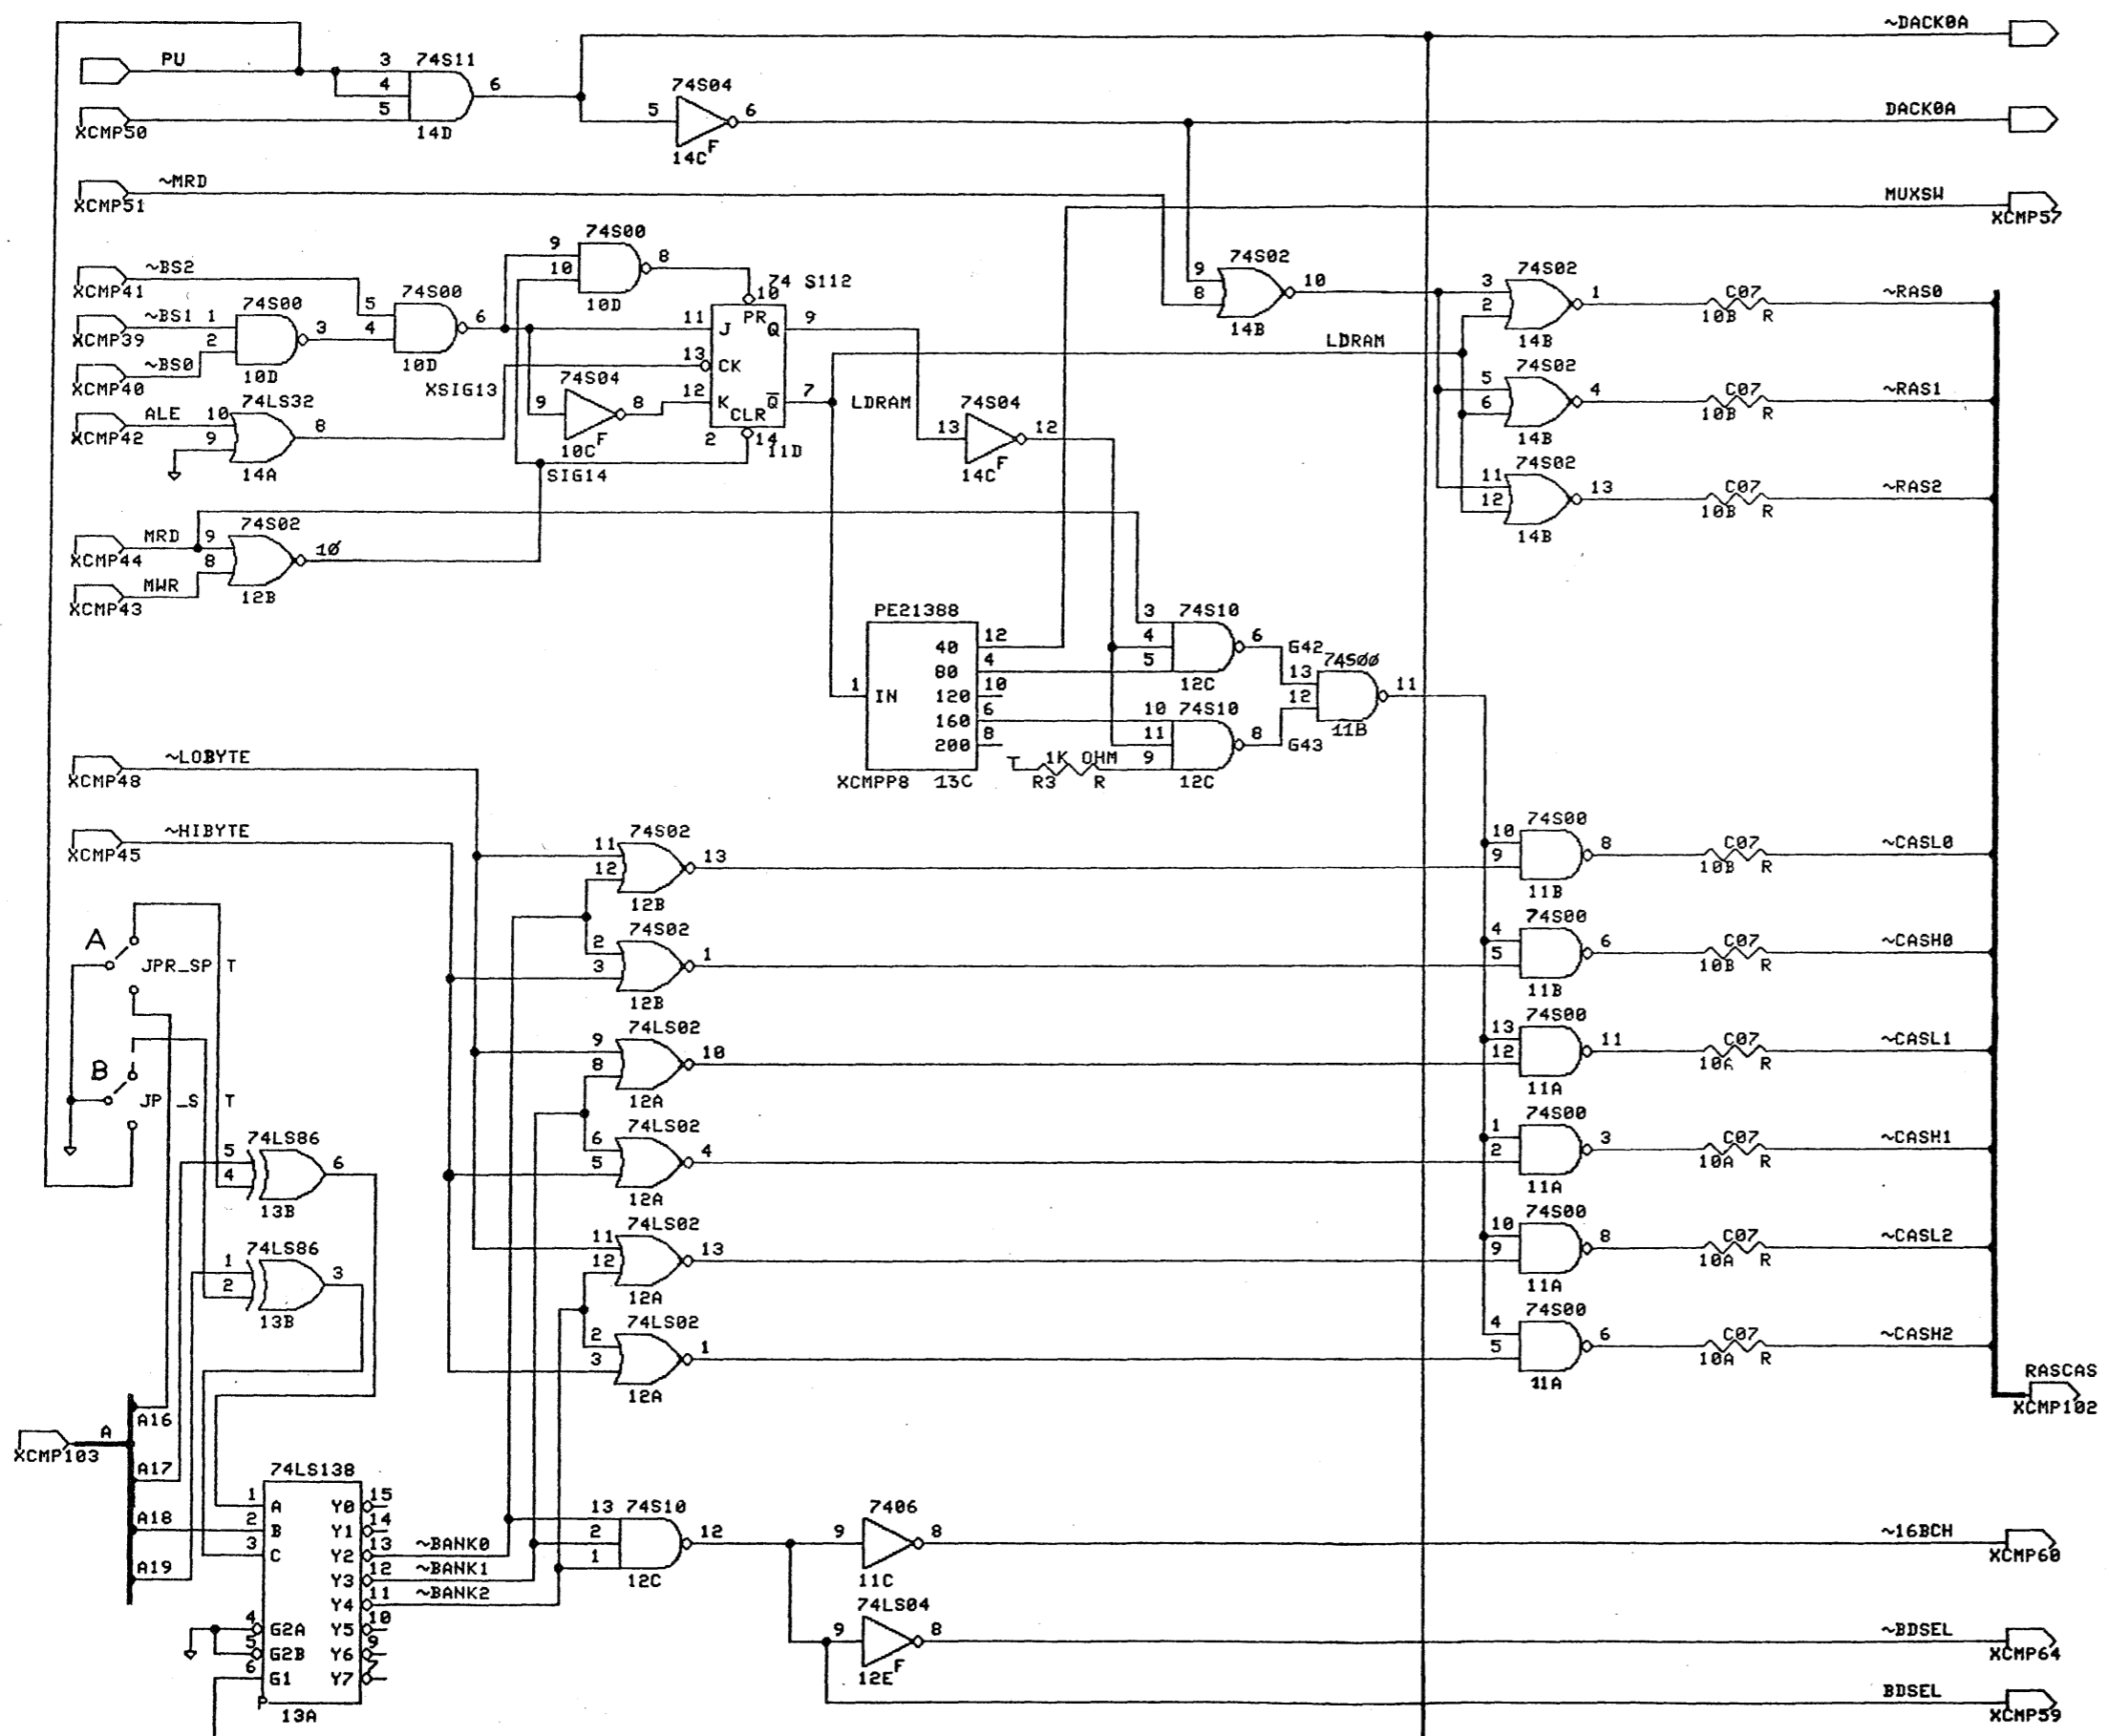 ~DACK0A
PU
3 74S11
4
5
6
14D
XCMP50
74S04
5
6
14C F
DACK0A
~MRD
XCMP51
MUXSW
XCMP57
~BS2
XCMP41
~BS1
XCMP39
~BS0
XCMP40
ALE
XCMP42
74S00
1
2
3
10D
74S00
5
4
6
10D
74S00
9
10
8
10D
XSIG13
74LS32
10
9
8
14A
74S04
9
8
10C F
74 S112
10
PR
11 J Q 9
13 CK
12 K Q 7
CLR
2 14
11D
SIG14
LDRAM
74S04
13
12
14C F
74S02
9
8
10
14B
LDRAM
74S02
3
2
1
14B
C07
10B R
~RAS0
74S02
5
6
4
14B
C07
10B R
~RAS1
74S02
11
12
13
14B
C07
10B R
~RAS2
MRD
XCMP44
MWR
XCMP43
74S02
9
8
10
12B
PE21388
1 IN
40 12
80 4
120 10
160 6
200 8
XCMPP8 13C
74S10
3
4
5
6
12C
G42
74S10
10
11
9
8
12C
G43
T 1K OHM
R3 R
74S00
13
12
11
11B
~LOBYTE
XCMP48
~HIBYTE
XCMP45
74S02
11
12
13
12B
74S00
10
9
8
11B
C07
10B R
~CASL0
74S02
2
3
1
12B
74S00
4
5
6
11B
C07
10B R
~CASH0
74LS02
9
8
10
12A
74S00
13
12
11
11A
C07
10A R
~CASL1
74LS02
6
5
4
12A
74S00
1
2
3
11A
C07
10A R
~CASH1
74LS02
11
12
13
12A
74S00
10
9
8
11A
C07
10A R
~CASL2
74LS02
2
3
1
12A
74S00
4
5
6
11A
C07
10A R
~CASH2
RASCAS
XCMP102
A
JPR_SP T
B
JP _S T
74LS86
5
4
6
13B
74LS86
1
2
3
13B
A
XCMP103
A16
A17
A18
A19
74LS138
1 A Y0 15
2 B Y1 14
3 C Y2 13
Y3 12
Y4 11
4 G2A Y5 10
5 G2B Y6 9
6 G1 Y7 7
P
13A
~BANK0
~BANK1
~BANK2
13 74S10
2
1
12
12C
7406
9
8
11C
~16BCH
XCMP60
74LS04
9
8
12E F
~BDSEL
XCMP64
BDSEL
XCMP59